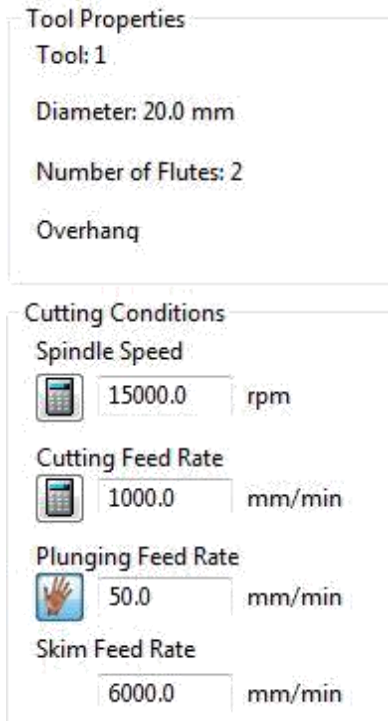 Tool Properties
Tool: 1
Diameter: 20.0 mm
Number of Flutes: 2
Overhang
Cutting Conditions
Spindle Speed
15000.0 rpm
Cutting Feed Rate
1000.0 mm/min
Plunging Feed Rate
50.0 mm/min
Skim Feed Rate
6000.0 mm/min